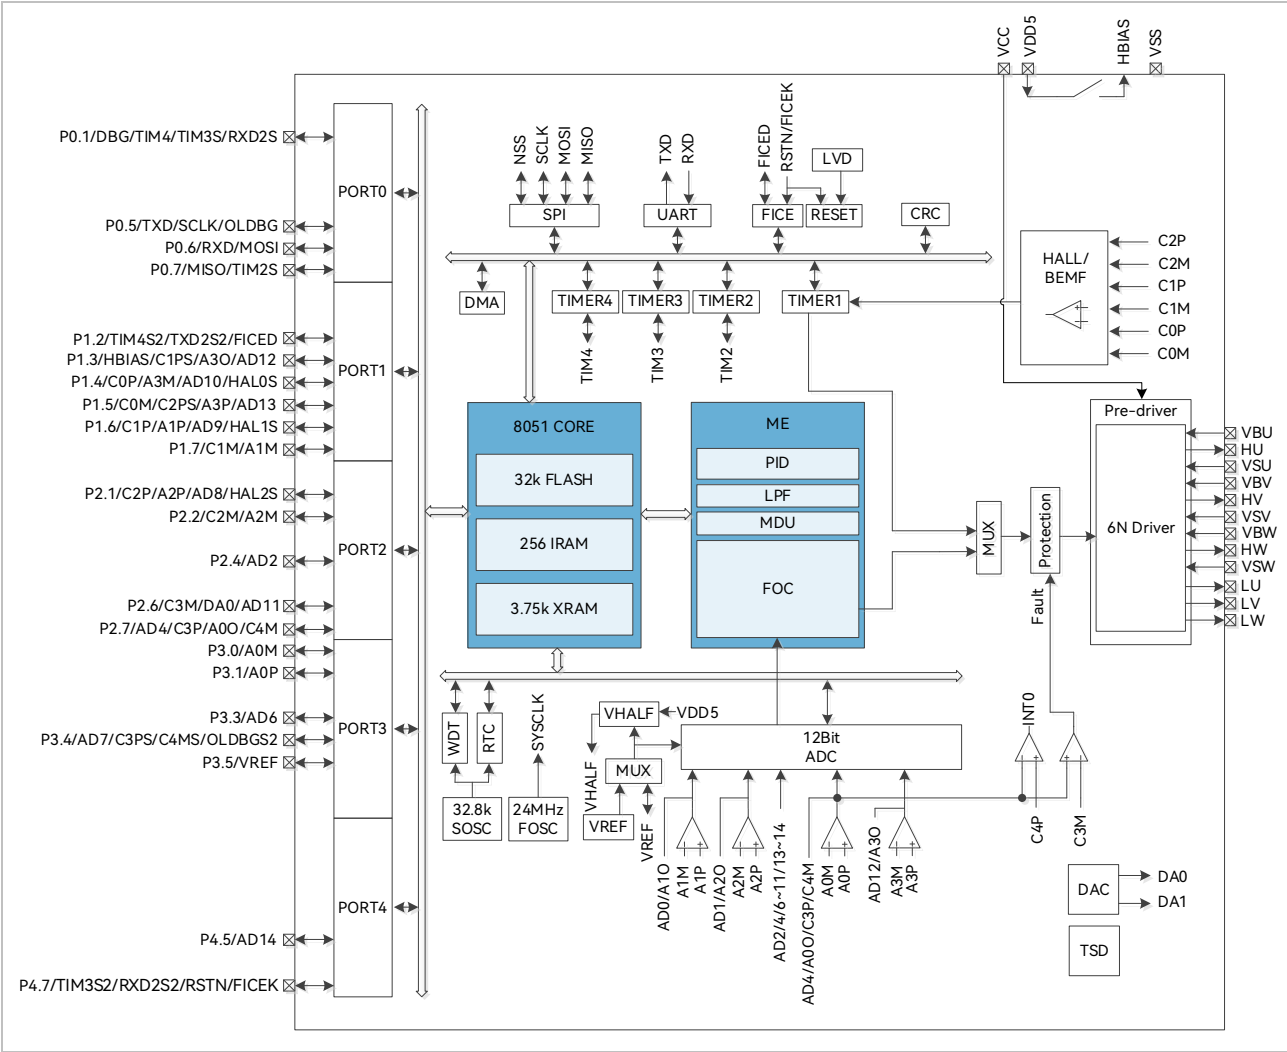 VCC
VDD5
HBIAS
VSS
P0.1/DBG/TIM4/TIM3S/RXD2S
P0.5/TXD/SCLK/OLDBG
P0.6/RXD/MOSI
P0.7/MISO/TIM2S
P1.2/TIM4S2/TXD2S2/FICED
P1.3/HBIAS/C1PS/A3O/AD12
P1.4/C0P/A3M/AD10/HAL0S
P1.5/C0M/C2PS/A3P/AD13
P1.6/C1P/A1P/AD9/HAL1S
P1.7/C1M/A1M
P2.1/C2P/A2P/AD8/HAL2S
P2.2/C2M/A2M
P2.4/AD2
P2.6/C3M/DA0/AD11
P2.7/AD4/C3P/A0O/C4M
P3.0/A0M
P3.1/A0P
P3.3/AD6
P3.4/AD7/C3PS/C4MS/OLDBGS2
P3.5/VREF
P4.5/AD14
P4.7/TIM3S2/RXD2S2/RSTN/FICEK
PORT0
PORT1
PORT2
PORT3
PORT4
NSS
SCLK
MOSI
MISO
SPI
TXD
RXD
UART
FICED
RSTN/FICEK
FICE
LVD
RESET
CRC
DMA
TIMER4
TIMER3
TIMER2
TIMER1
TIM4
TIM3
TIM2
HALL/
BEMF
C2P
C2M
C1P
C1M
C0P
C0M
8051 CORE
32k FLASH
256 IRAM
3.75k XRAM
ME
PID
LPF
MDU
FOC
MUX
Protection
Fault
Pre-driver
6N Driver
VBU
HU
VSU
VBV
HV
VSV
VBW
HW
VSW
LU
LV
LW
WDT
RTC
32.8k
SOSC
SYSCLK
24MHz
FOSC
VHALF
VDD5
VHALF
MUX
VREF
VREF
12Bit
ADC
AD0/A1O
A1M
A1P
AD1/A2O
A2M
A2P
AD2/4/6~11/13~14
AD4/A0O/C3P/C4M
A0M
A0P
AD12/A3O
A3M
A3P
INT0
C4P
C3M
DAC
DA0
DA1
TSD